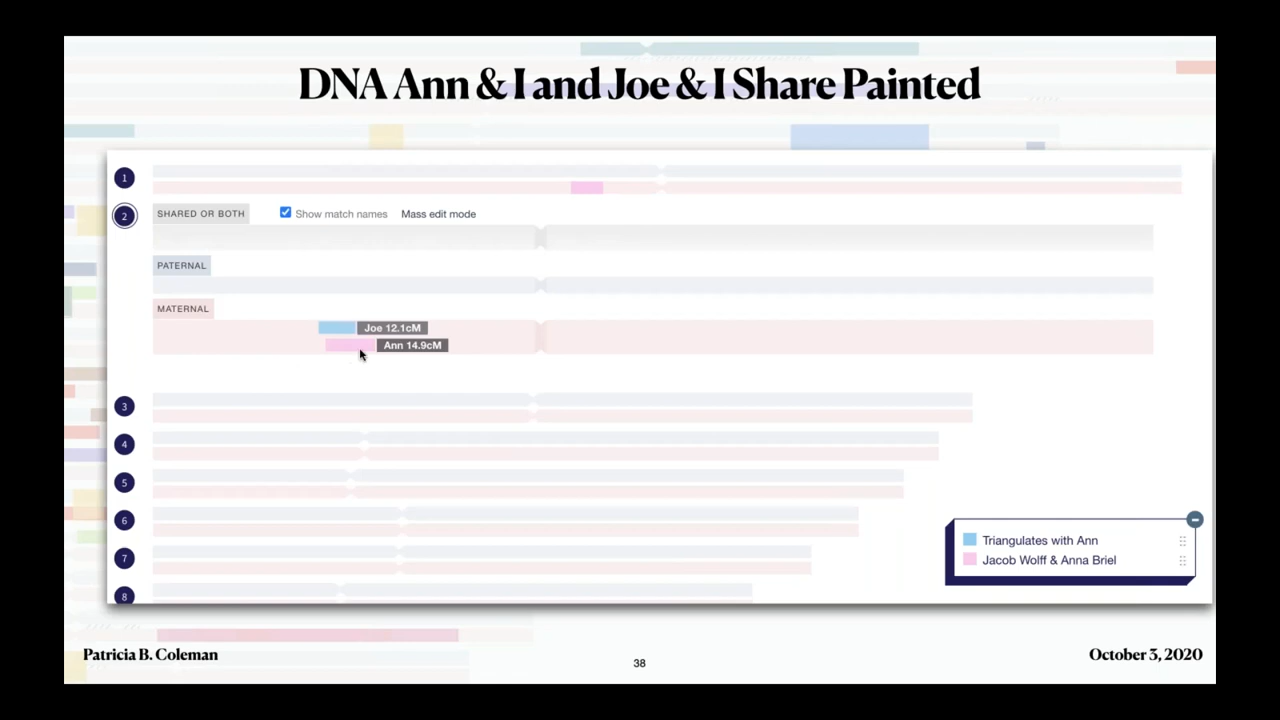 DNA Ann & I and Joe & I Share Painted
1
2
SHARED OR BOTH
Show match names
Mass edit mode
PATERNAL
MATERNAL
Joe 12.1cM
Ann 14.9cM
3
4
5
6
7
8
Triangulates with Ann
Jacob Wolff & Anna Briel
Patricia B. Coleman
38
October 3, 2020